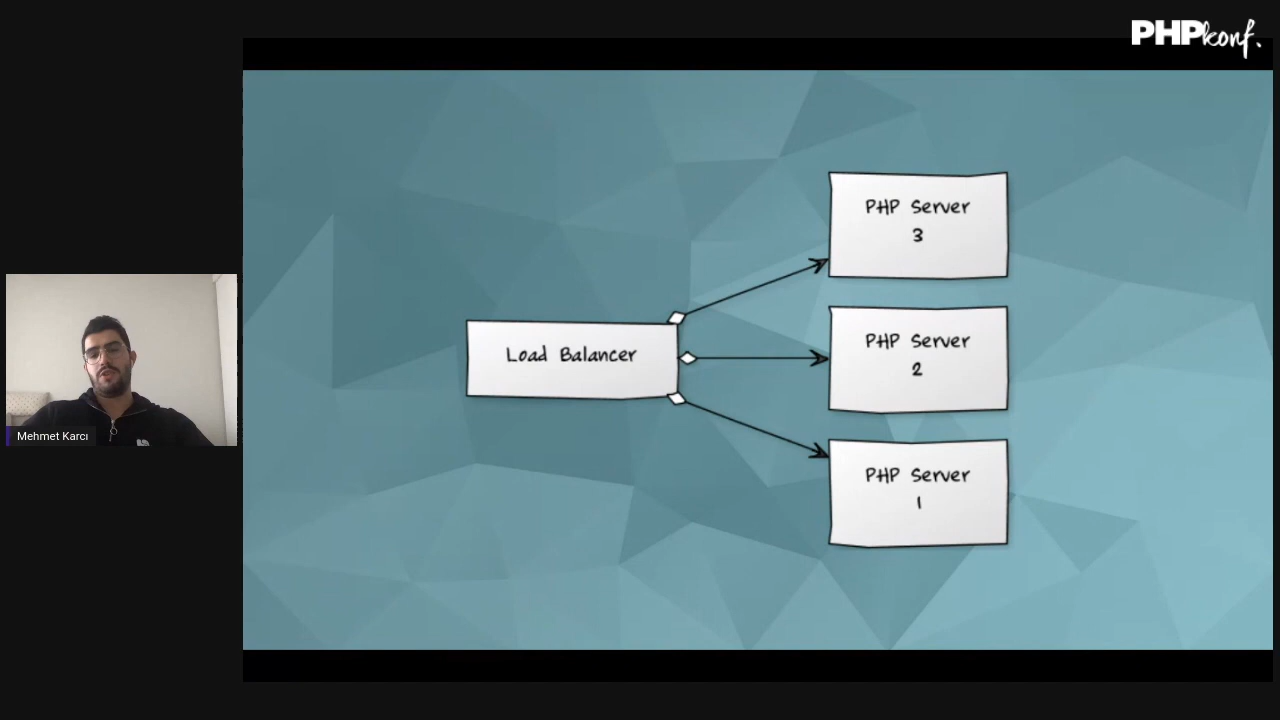 PHPkonf.
PHP Server
3
Load Balancer
PHP Server
2
PHP Server
1
Mehmet Karcı